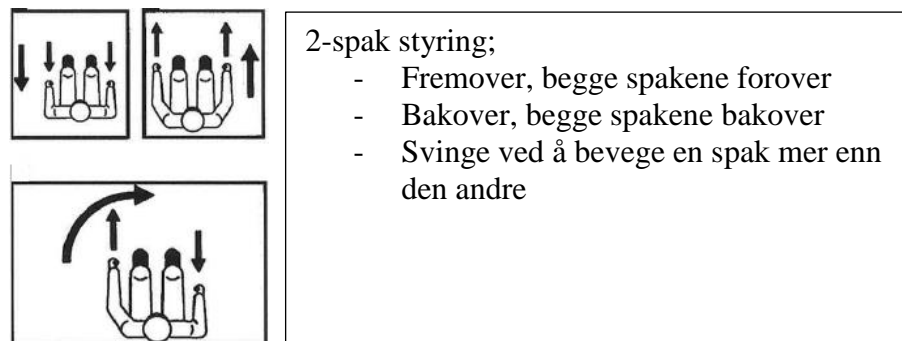 2-spak styring;
- Fremover, begge spakene forover
- Bakover, begge spakene bakover
- Svinge ved å bevege en spak mer enn
den andre